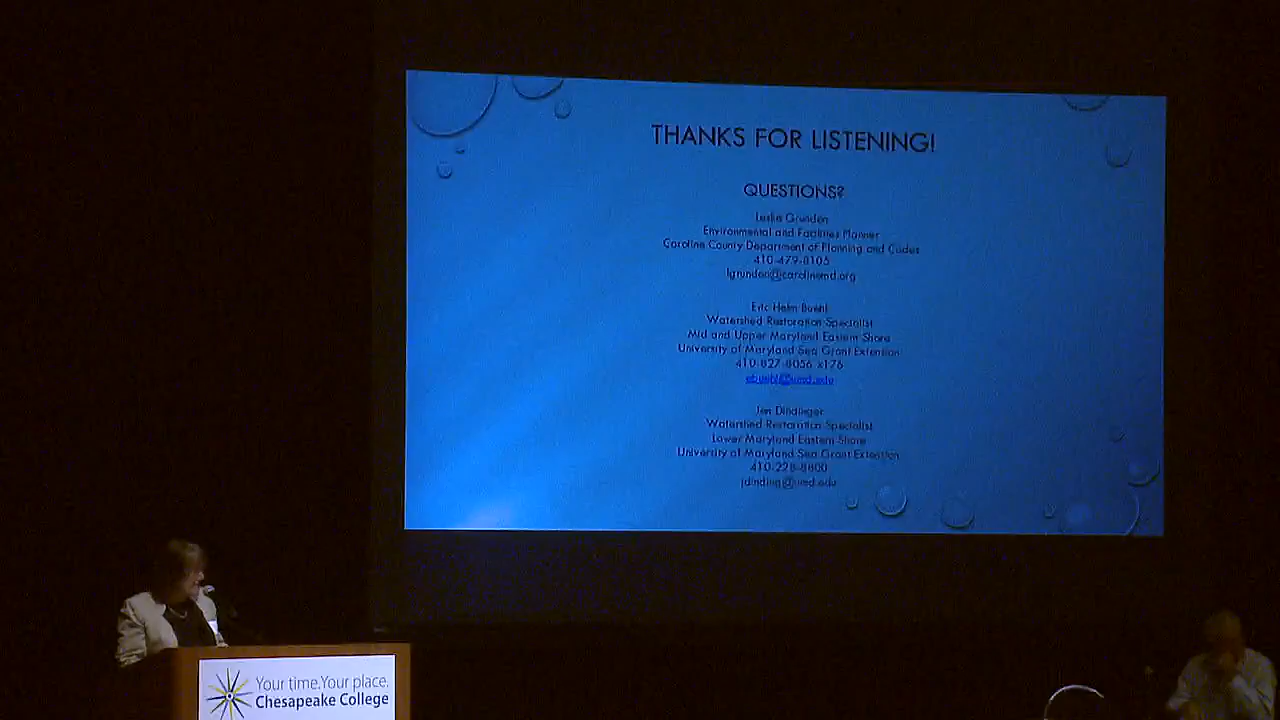 THANKS FOR LISTENING!
QUESTIONS?
Leslie Grunden
Environmental and Facilities Planner
Caroline County Department of Planning and Codes
410-479-8105
lgrunden@carolinemd.org
Eric Helm Buehl
Watershed Restoration Specialist
Mid and Upper Maryland Eastern Shore
University of Maryland Sea Grant Extention
410-827-8056 x176
ebuehl@umd.edu
Jen Dindinger
Watershed Restoration Specialist
Lower Maryland Eastern Shore
University of Maryland Sea Grant Extention
410-228-8800
jdinding@umd.edu
Your time.Your place.
Chesapeake College